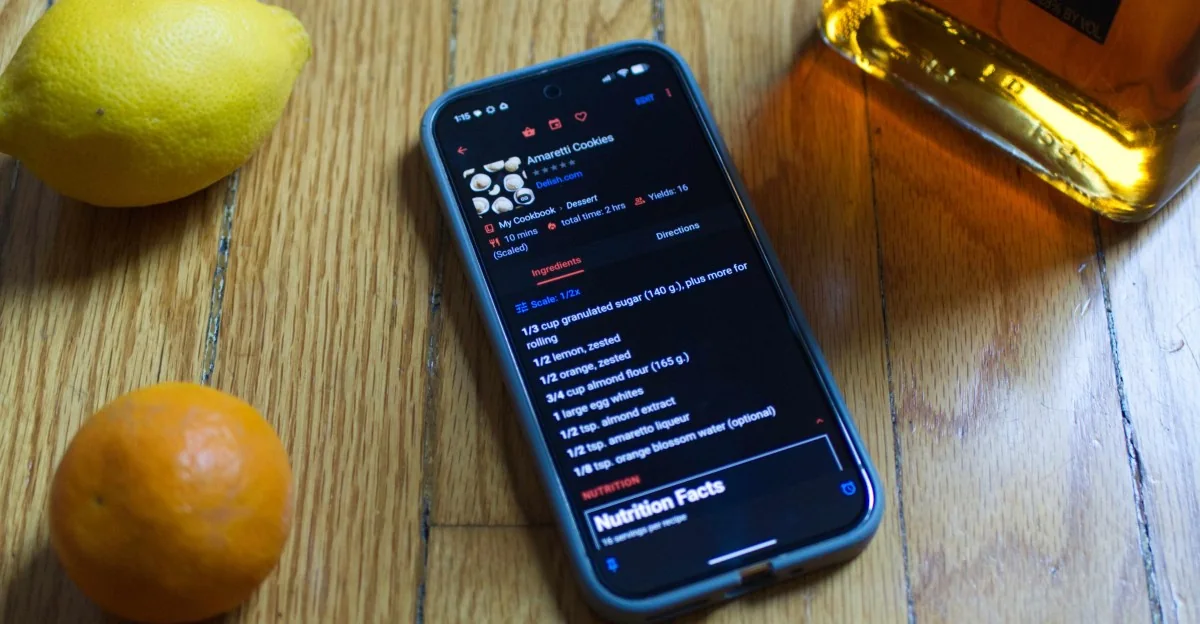 1:15
EDIT
Amaretti Cookies
Delish.com
My Cookbook › Dessert
10 mins
total time: 2 hrs
Yields: 16
(Scaled)
Ingredients
Directions
Scale: 1/2x
1/3 cup granulated sugar (140 g.), plus more for
rolling
1/2 lemon, zested
1/2 orange, zested
3/4 cup almond flour (165 g.)
1 large egg whites
1/2 tsp. almond extract
1/2 tsp. amaretto liqueur
1/8 tsp. orange blossom water (optional)
NUTRITION
Nutrition Facts
16 servings per recipe
% BY VOL